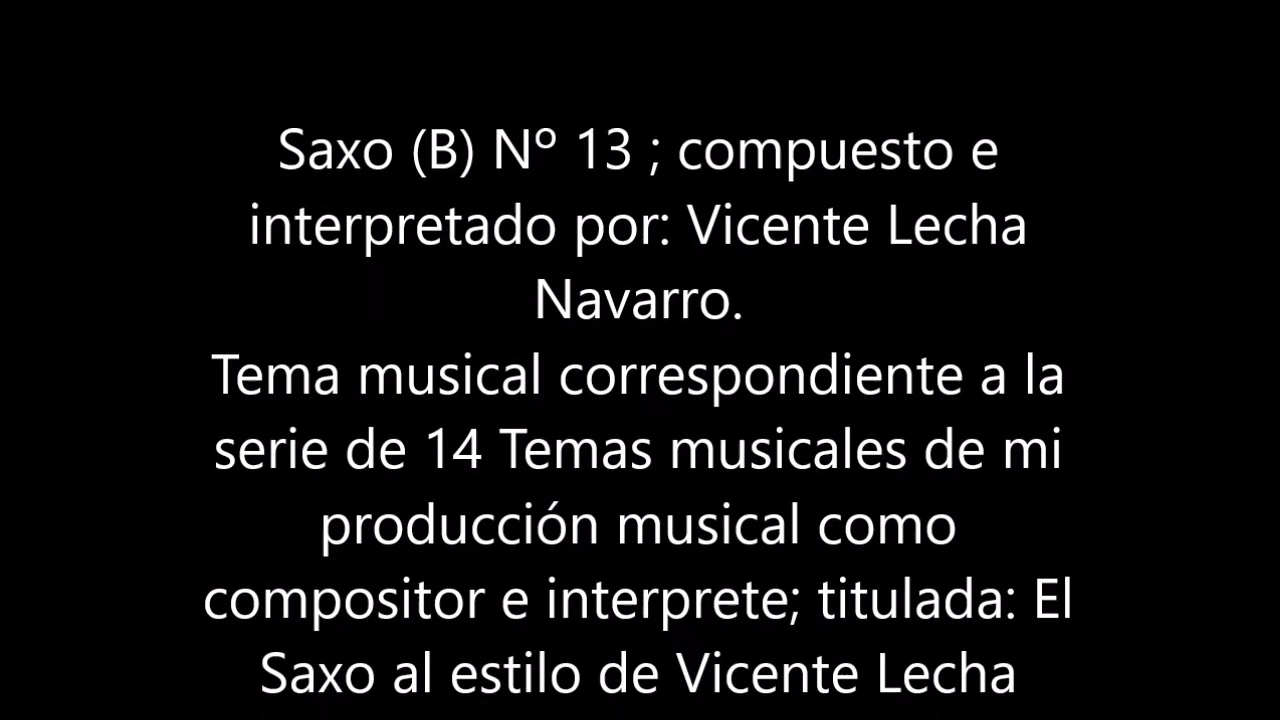 Saxo (B) Nº 13 ; compuesto e
interpretado por: Vicente Lecha
Navarro.
Tema musical correspondiente a la
serie de 14 Temas musicales de mi
producción musical como
compositor e interprete; titulada: El
Saxo al estilo de Vicente Lecha